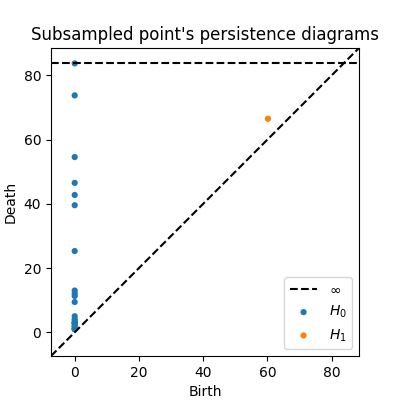 Subsampled point's persistence diagrams
80
60
40
20
0
Death
0 20 40 60 80
Birth
∞
H₀
H₁